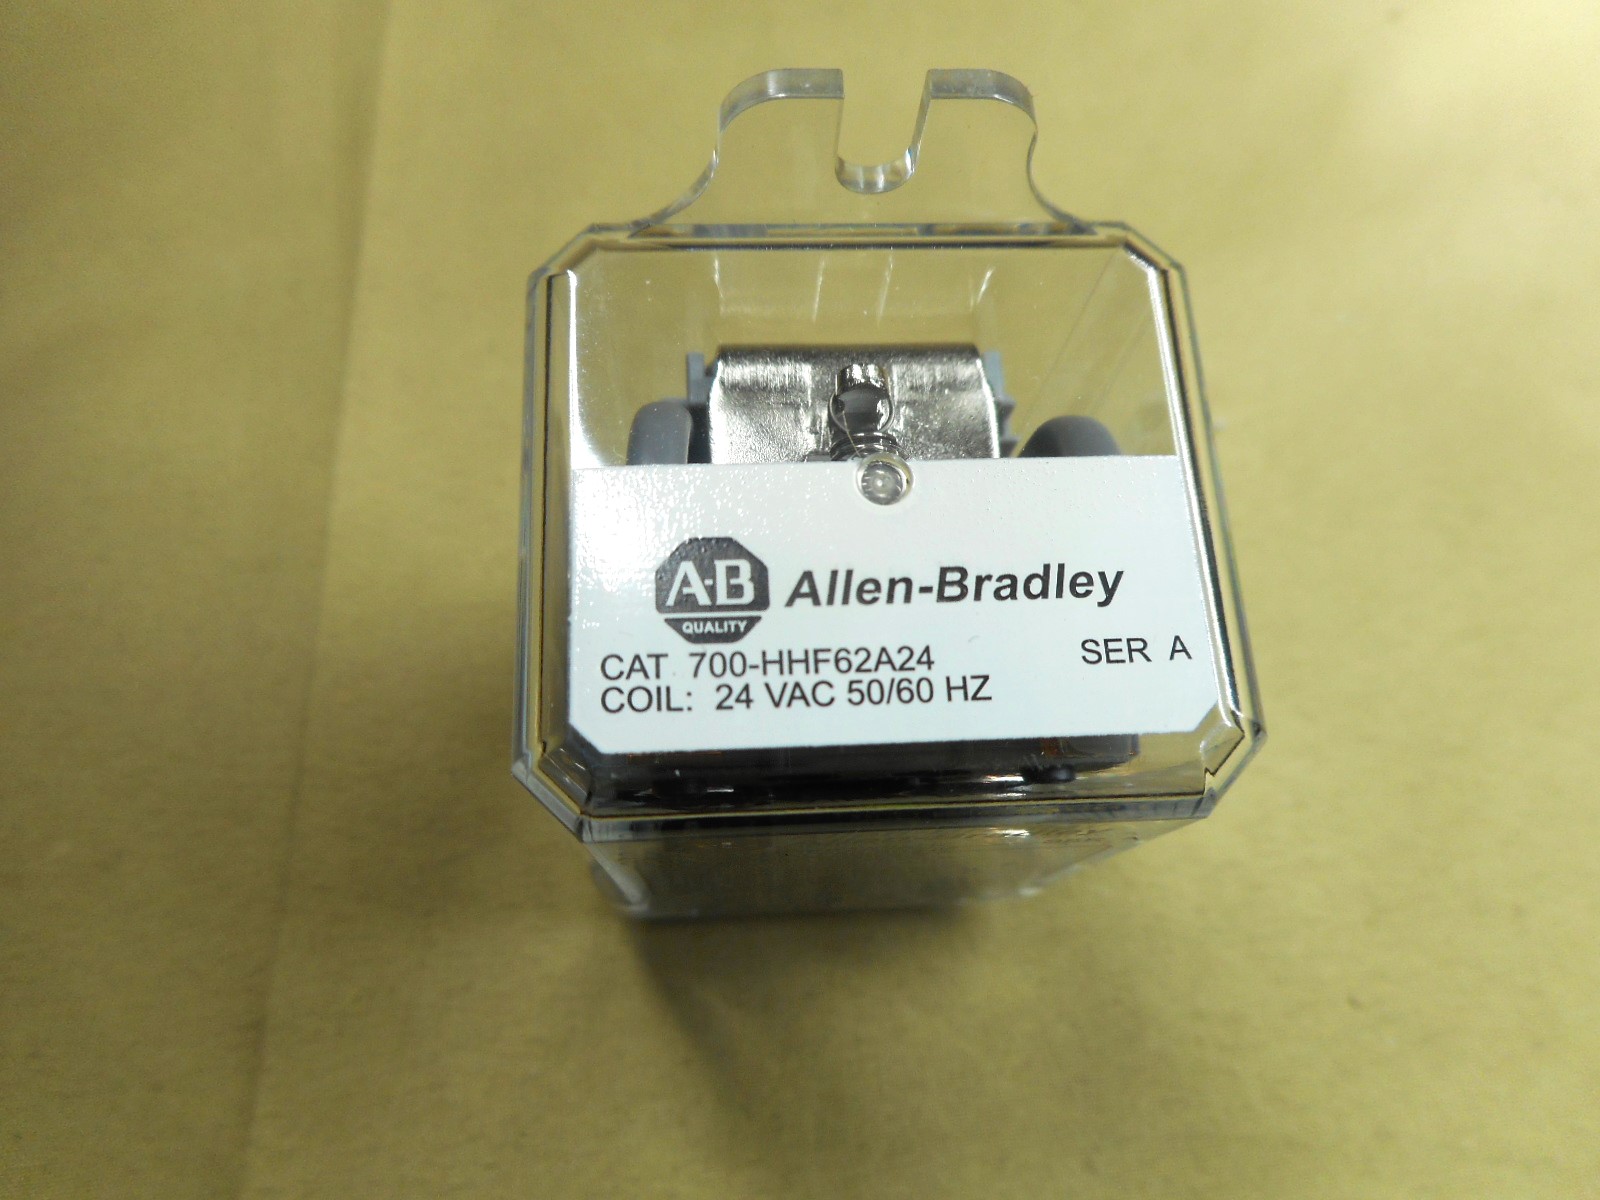 A-B Allen-Bradley
QUALITY
CAT 700-HHF62A24 SER A
COIL: 24 VAC 50/60 HZ